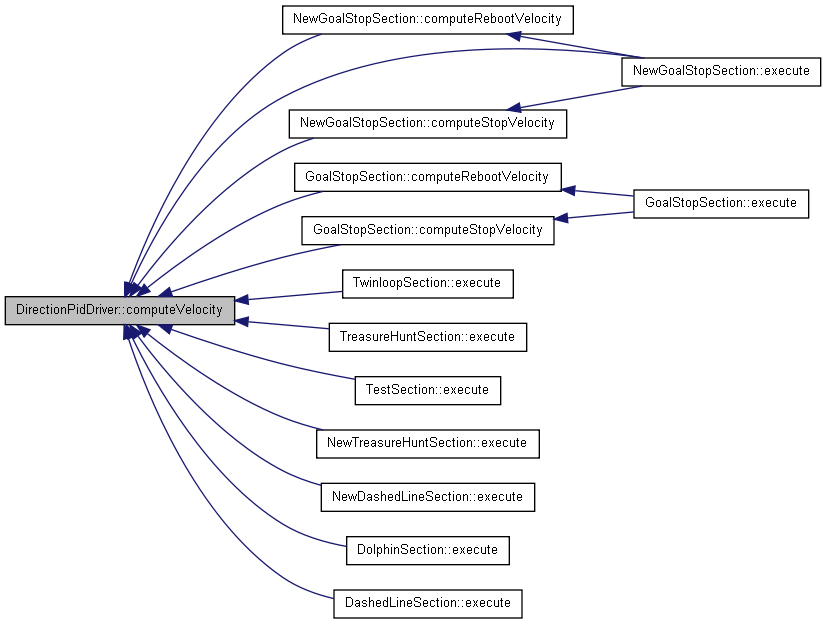 NewGoalStopSection::computeRebootVelocity
NewGoalStopSection::execute
NewGoalStopSection::computeStopVelocity
GoalStopSection::computeRebootVelocity
GoalStopSection::execute
GoalStopSection::computeStopVelocity
TwinloopSection::execute
DirectionPidDriver::computeVelocity
TreasureHuntSection::execute
TestSection::execute
NewTreasureHuntSection::execute
NewDashedLineSection::execute
DolphinSection::execute
DashedLineSection::execute